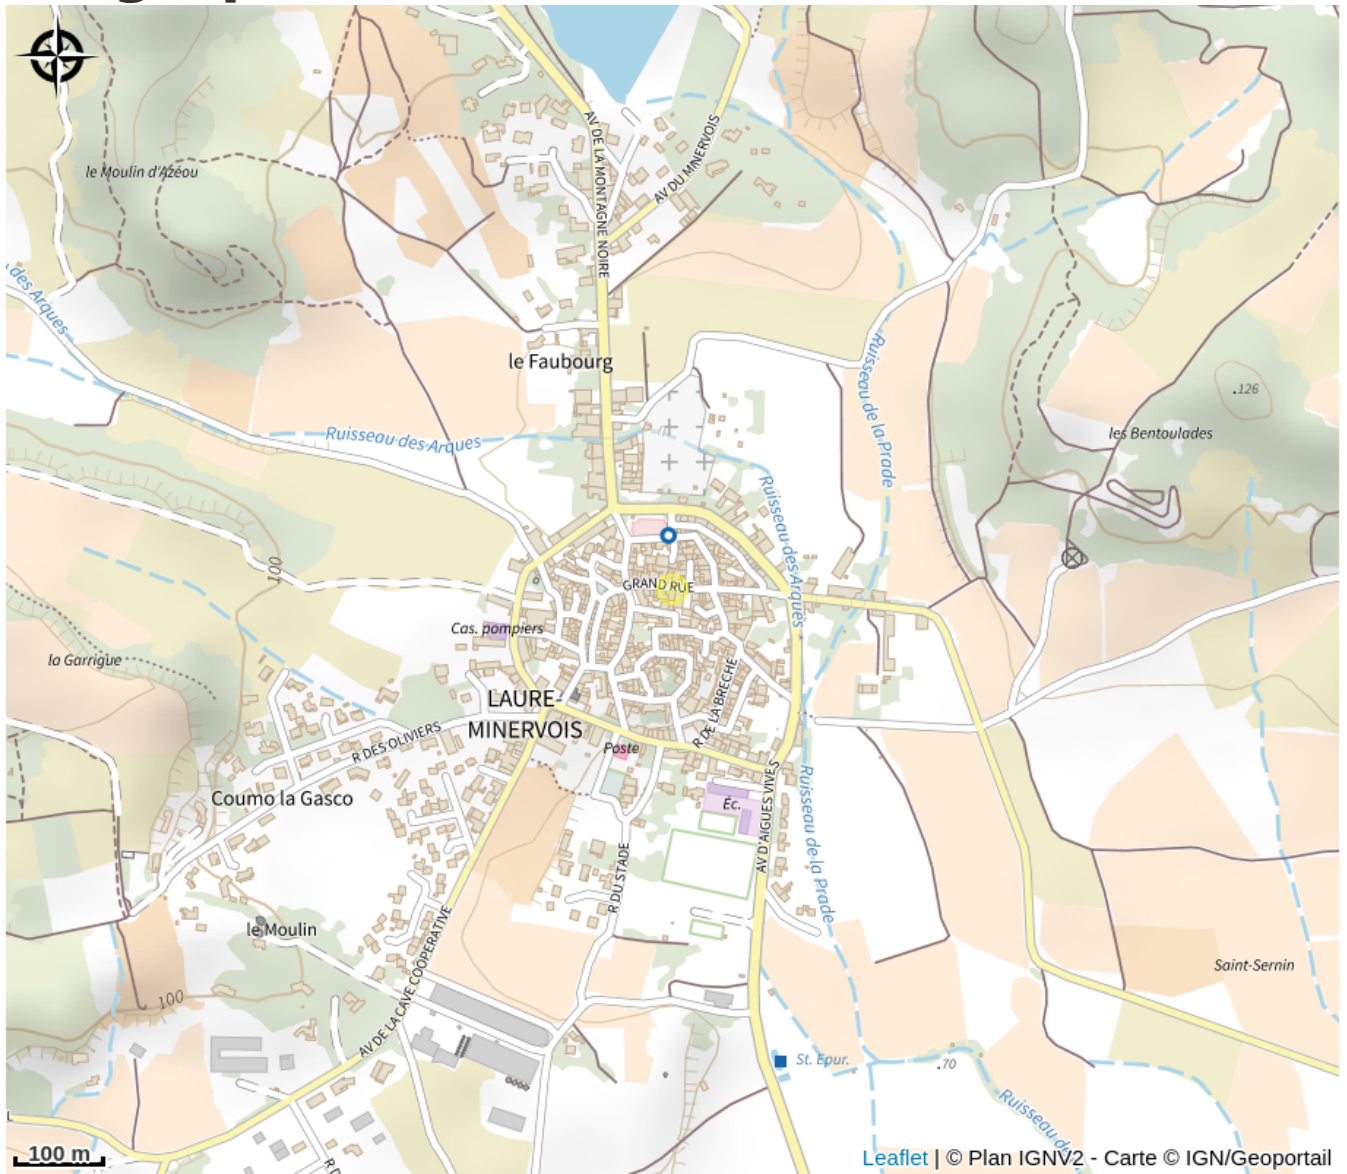 le Moulin d'Azéou
AV DE LA MONTAGNE NOIRE
AV DU MINERVOIS
des Arques
le Faubourg
Ruisseau de la Prade
.126
les Bentoulades
Ruisseau des Arques
Ruisseau des Arques
100
GRAND RUE
Cas. pompiers
la Garrigue
LAURE-
MINERVOIS
R DE LA BRECHE
R DES OLIVIERS
Poste
Coumo la Gasco
Éc.
AV D'AIGUES VIVES
Ruisseau de la Prade
R DU STADE
le Moulin
AV DE LA CAVE COOPERATIVE
Saint-Sernin
100
St. Epur.
.70
Ruisseau de
100 m
Leaflet | © Plan IGNV2 - Carte © IGN/Geoportail